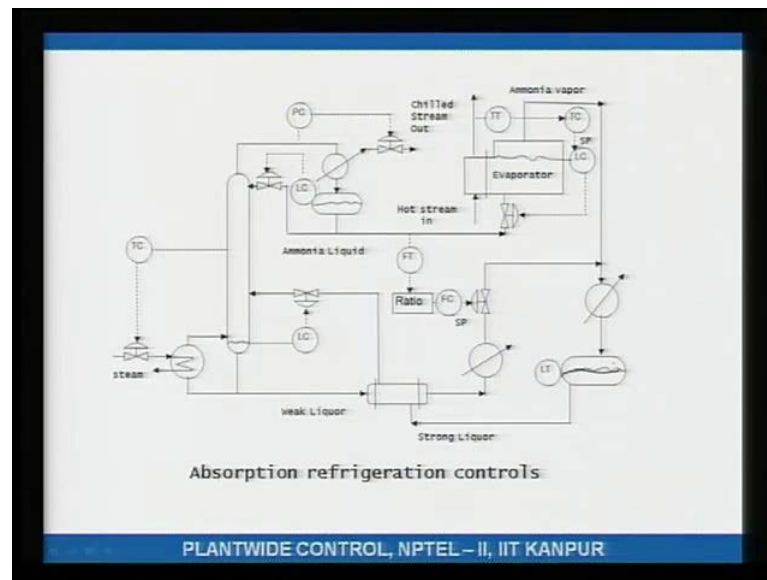 Ammonia vapor
PC
Chilled
Stream
Out
TT
TC
SP
LC
LC
Evaporator
Hot stream
in
TC
Ammonia Liquid
FT
Ratio
FC
SP
LC
steam
LT
Weak Liquor
Strong Liquor
Absorption refrigeration controls
PLANTWIDE CONTROL, NPTEL – II, IIT KANPUR